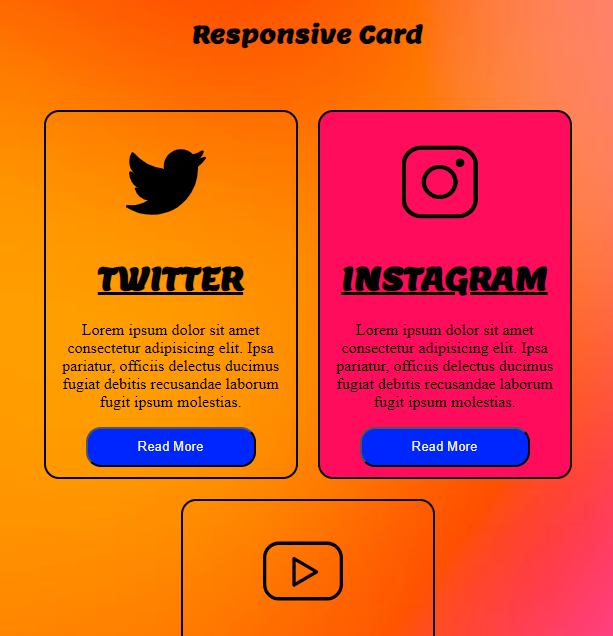 Responsive Card
TWITTER
Lorem ipsum dolor sit amet
consectetur adipisicing elit. Ipsa
pariatur, officiis delectus ducimus
fugiat debitis recusandae laborum
fugit ipsum molestias.
Read More
INSTAGRAM
Lorem ipsum dolor sit amet
consectetur adipisicing elit. Ipsa
pariatur, officiis delectus ducimus
fugiat debitis recusandae laborum
fugit ipsum molestias.
Read More